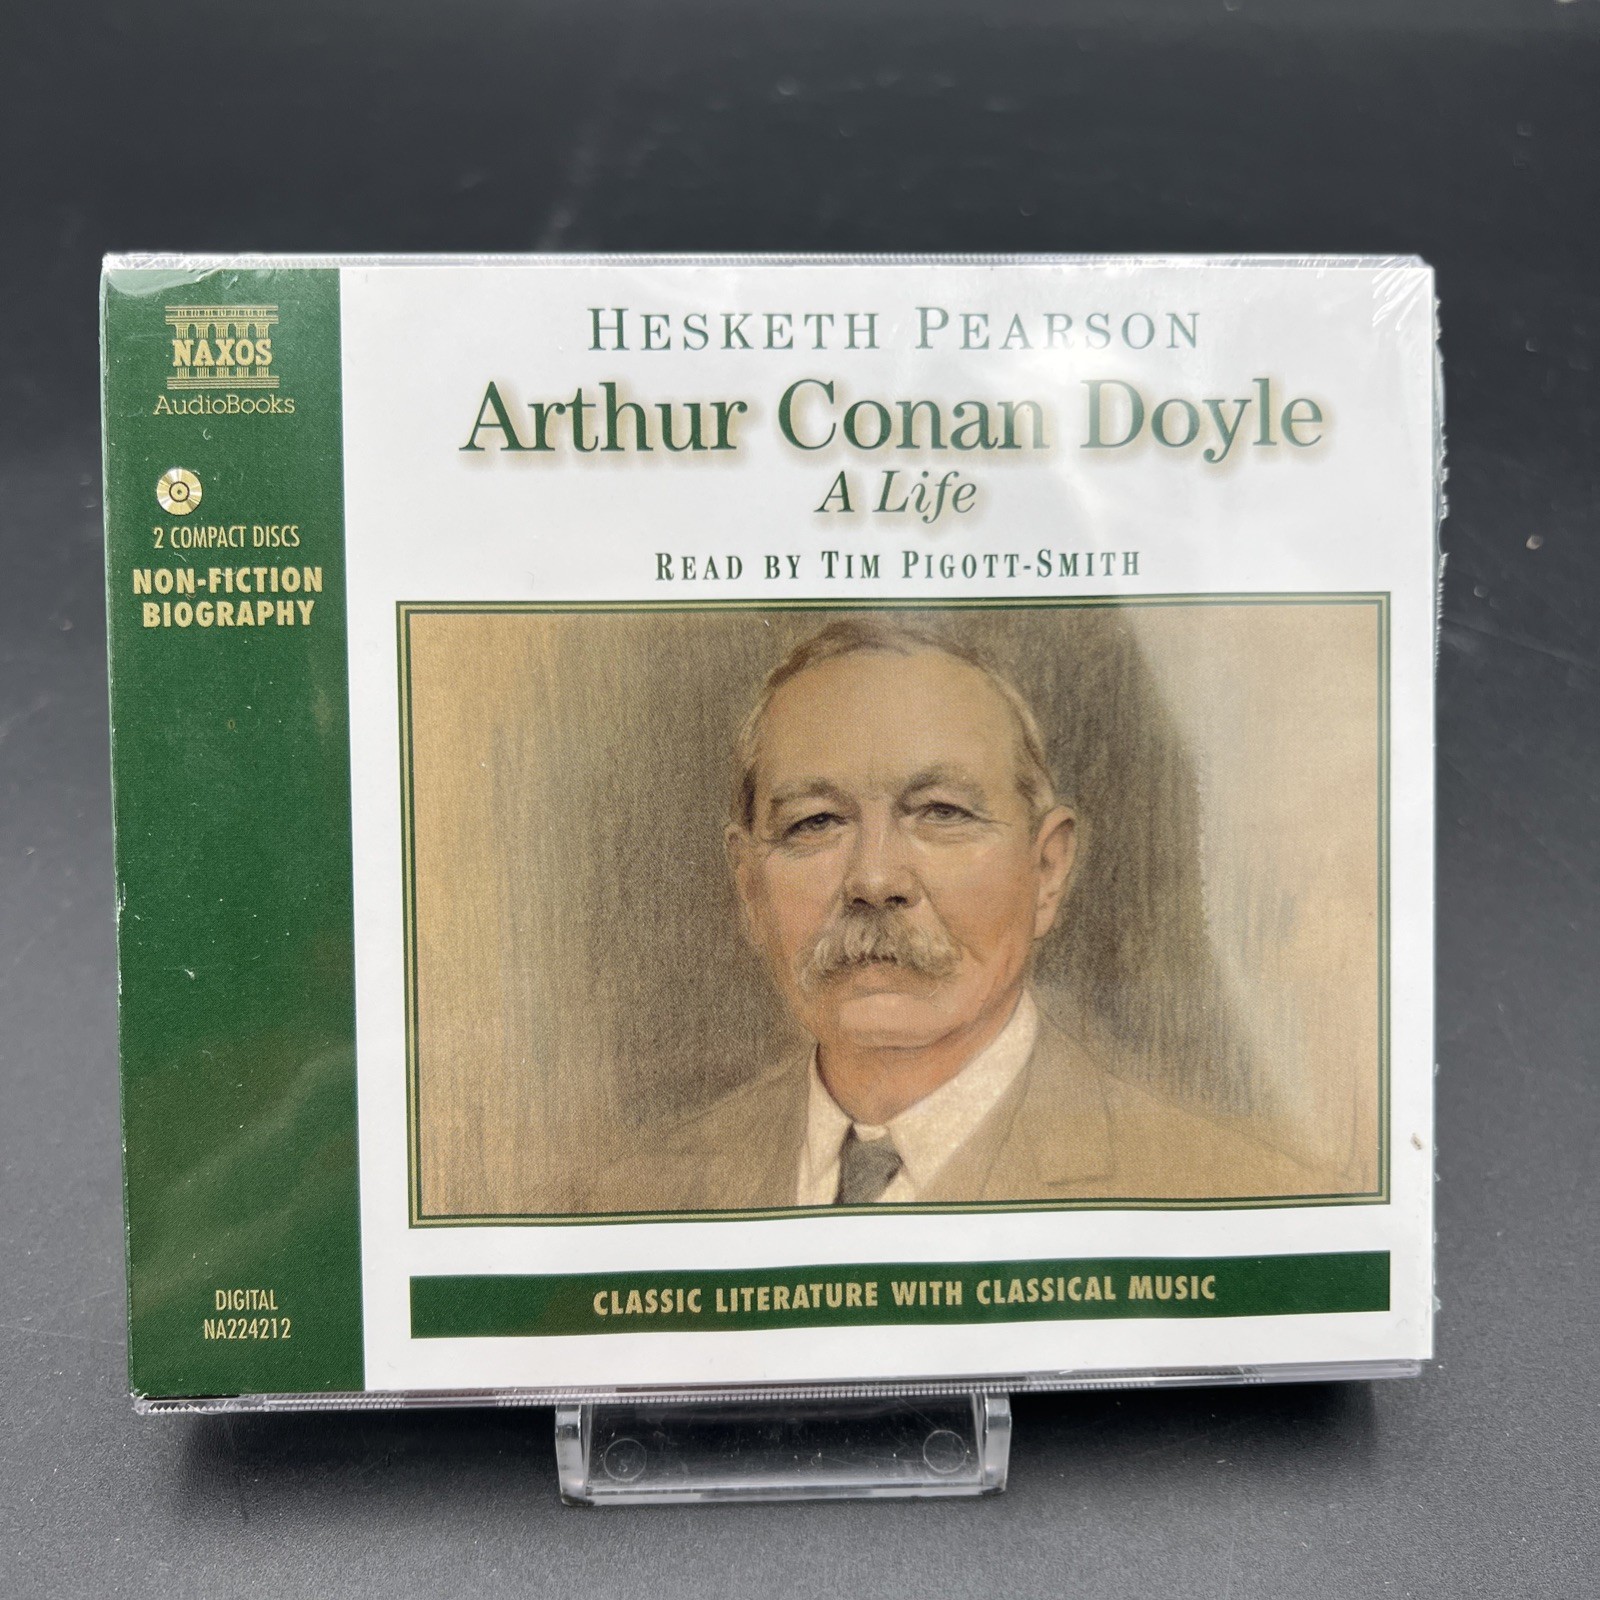 NAXOS
AudioBooks
2 COMPACT DISCS
NON-FICTION
BIOGRAPHY
DIGITAL
NA224212
HESKETH PEARSON
Arthur Conan Doyle
A Life
READ BY TIM PIGOTT-SMITH
CLASSIC LITERATURE WITH CLASSICAL MUSIC